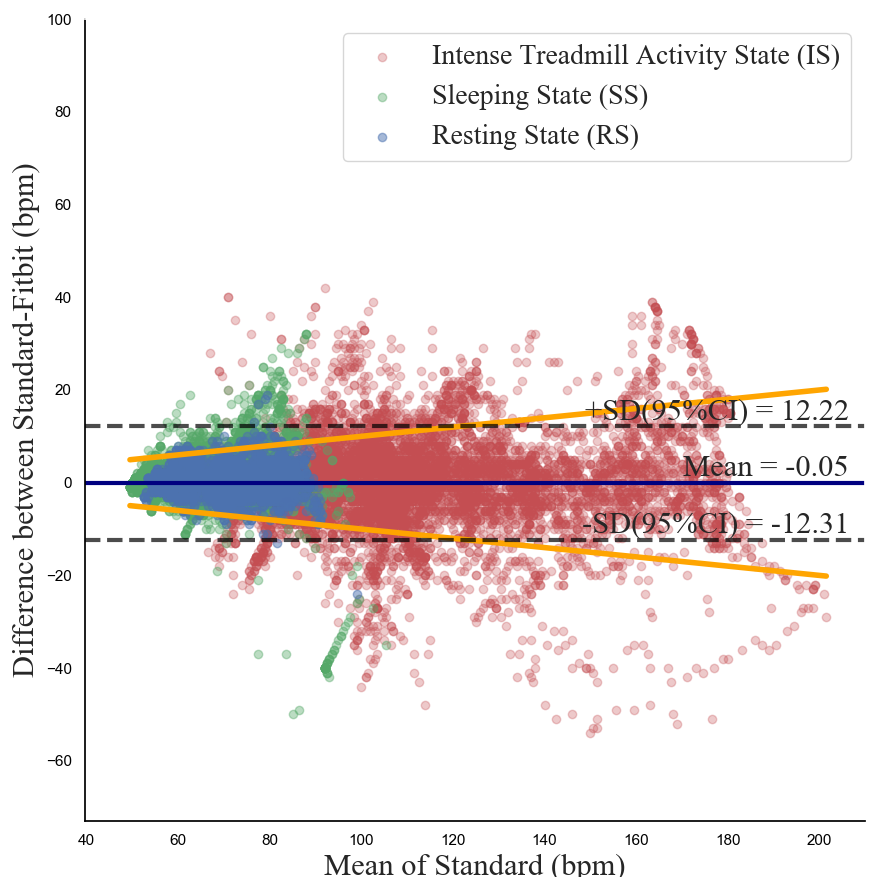 100
80
60
40
20
0
−20
−40
−60
Difference between Standard-Fitbit (bpm)
Intense Treadmill Activity State (IS)
Sleeping State (SS)
Resting State (RS)
+SD(95%CI) = 12.22
Mean = -0.05
-SD(95%CI) = -12.31
40 60 80 100 120 140 160 180 200
Mean of Standard (bpm)